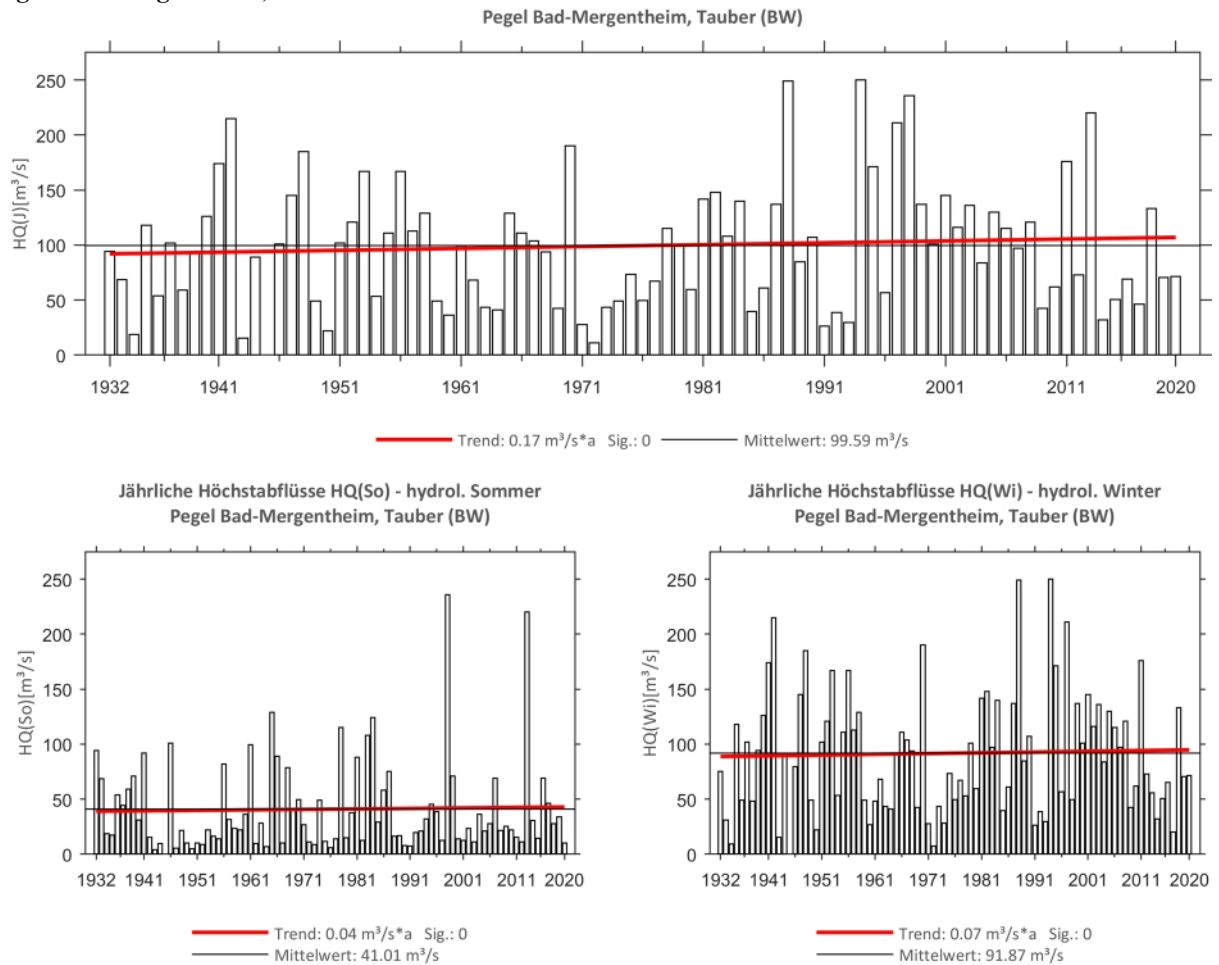 Pegel Bad-Mergentheim, Tauber (BW)
250
200
150
100
50
0
HQ(J)[m³/s]
1932 1941 1951 1961 1971 1981 1991 2001 2011 2020
Trend: 0.17 m³/s*a Sig.: 0 Mittelwert: 99.59 m³/s
Jährliche Höchstabflüsse HQ(So) - hydrol. Sommer
Pegel Bad-Mergentheim, Tauber (BW)
250
200
150
100
50
0
HQ(So)[m³/s]
1932 1941 1951 1961 1971 1981 1991 2001 2011 2020
Trend: 0.04 m³/s*a Sig.: 0
Mittelwert: 41.01 m³/s
Jährliche Höchstabflüsse HQ(Wi) - hydrol. Winter
Pegel Bad-Mergentheim, Tauber (BW)
250
200
150
100
50
0
HQ(Wi)[m³/s]
1932 1941 1951 1961 1971 1981 1991 2001 2011 2020
Trend: 0.07 m³/s*a Sig.: 0
Mittelwert: 91.87 m³/s